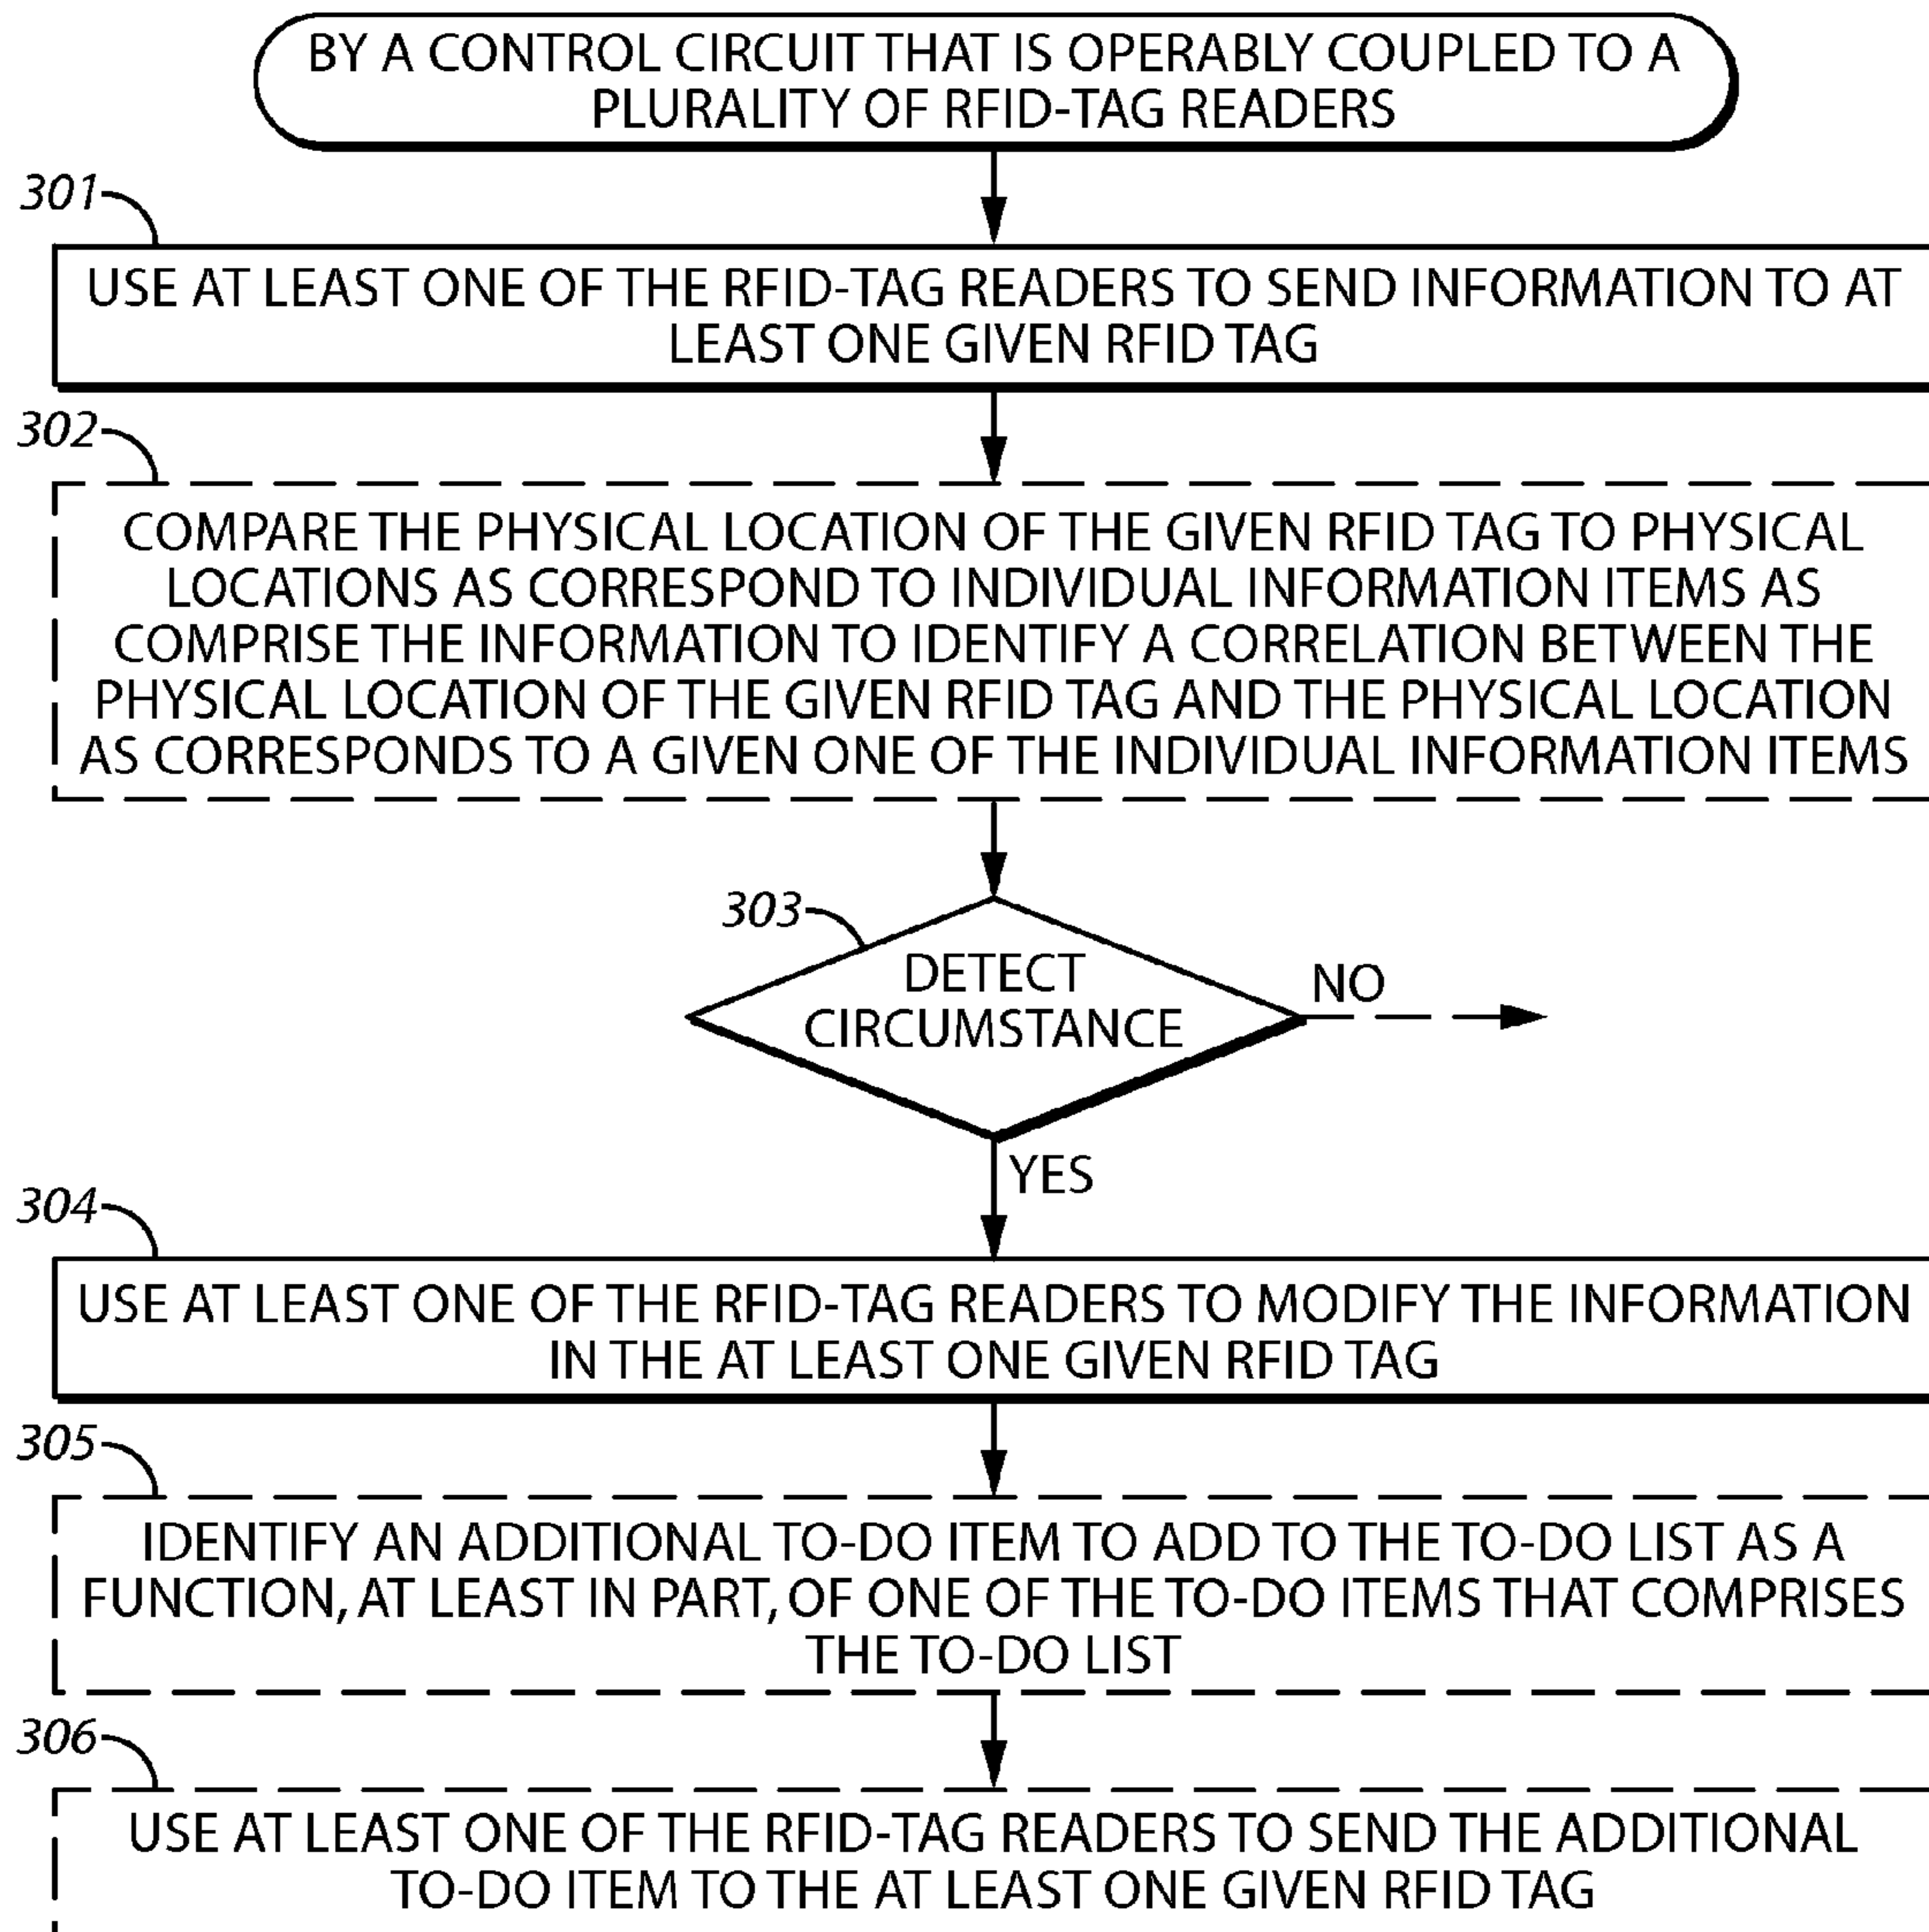 BY A CONTROL CIRCUIT THAT IS OPERABLY COUPLED TO A
PLURALITY OF RFID-TAG READERS
301
USE AT LEAST ONE OF THE RFID-TAG READERS TO SEND INFORMATION TO AT
LEAST ONE GIVEN RFID TAG
302
COMPARE THE PHYSICAL LOCATION OF THE GIVEN RFID TAG TO PHYSICAL
LOCATIONS AS CORRESPOND TO INDIVIDUAL INFORMATION ITEMS AS
COMPRISE THE INFORMATION TO IDENTIFY A CORRELATION BETWEEN THE
PHYSICAL LOCATION OF THE GIVEN RFID TAG AND THE PHYSICAL LOCATION
AS CORRESPONDS TO A GIVEN ONE OF THE INDIVIDUAL INFORMATION ITEMS
303
DETECT
CIRCUMSTANCE
NO
YES
304
USE AT LEAST ONE OF THE RFID-TAG READERS TO MODIFY THE INFORMATION
IN THE AT LEAST ONE GIVEN RFID TAG
305
IDENTIFY AN ADDITIONAL TO-DO ITEM TO ADD TO THE TO-DO LIST AS A
FUNCTION, AT LEAST IN PART, OF ONE OF THE TO-DO ITEMS THAT COMPRISES
THE TO-DO LIST
306
USE AT LEAST ONE OF THE RFID-TAG READERS TO SEND THE ADDITIONAL
TO-DO ITEM TO THE AT LEAST ONE GIVEN RFID TAG